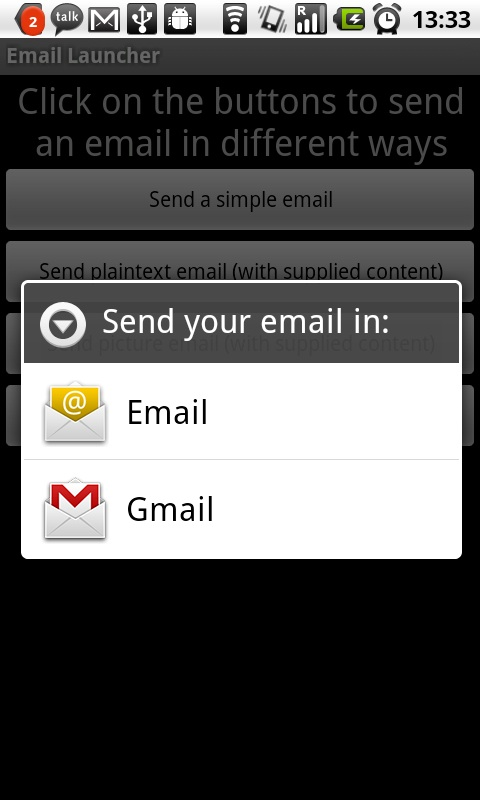 2 talk R 13:33
Email Launcher
Click on the buttons to send
an email in different ways
Send a simple email
Send plaintext email (with supplied content)
Send your email in:
Send picture email (with supplied content)
Email
Gmail